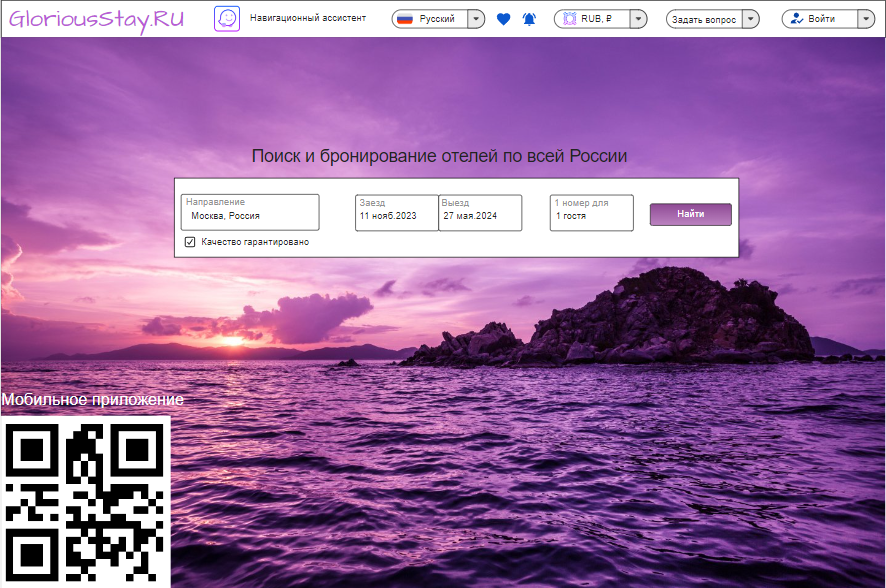 GloriousStay.RU
Навигационный ассистент
Русский
RUB, ₽
Задать вопрос
Войти
Поиск и бронирование отелей по всей России
Направление
Москва, Россия
Заезд
11 нояб.2023
Выезд
27 мая.2024
1 номер для
1 гостя
Найти
Качество гарантировано
Мобильное приложение